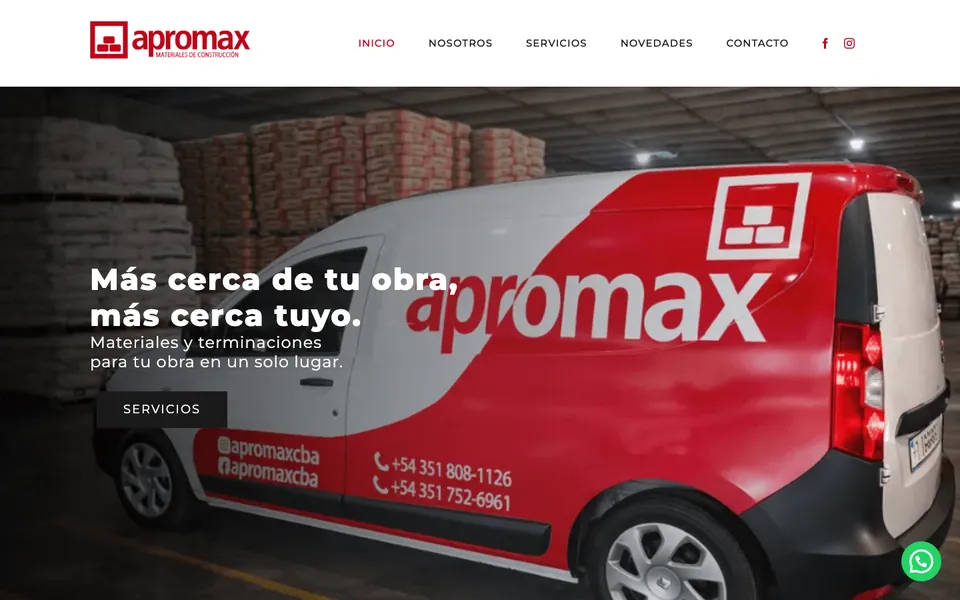 apromax
MATERIALES DE CONSTRUCCIÓN
INICIO
NOSOTROS
SERVICIOS
NOVEDADES
CONTACTO
Más cerca de tu obra,
más cerca tuyo.
Materiales y terminaciones
para tu obra en un solo lugar.
SERVICIOS
apromax
@apromaxcba
apromaxcba
+54 351 808-1126
+54 351 752-6961